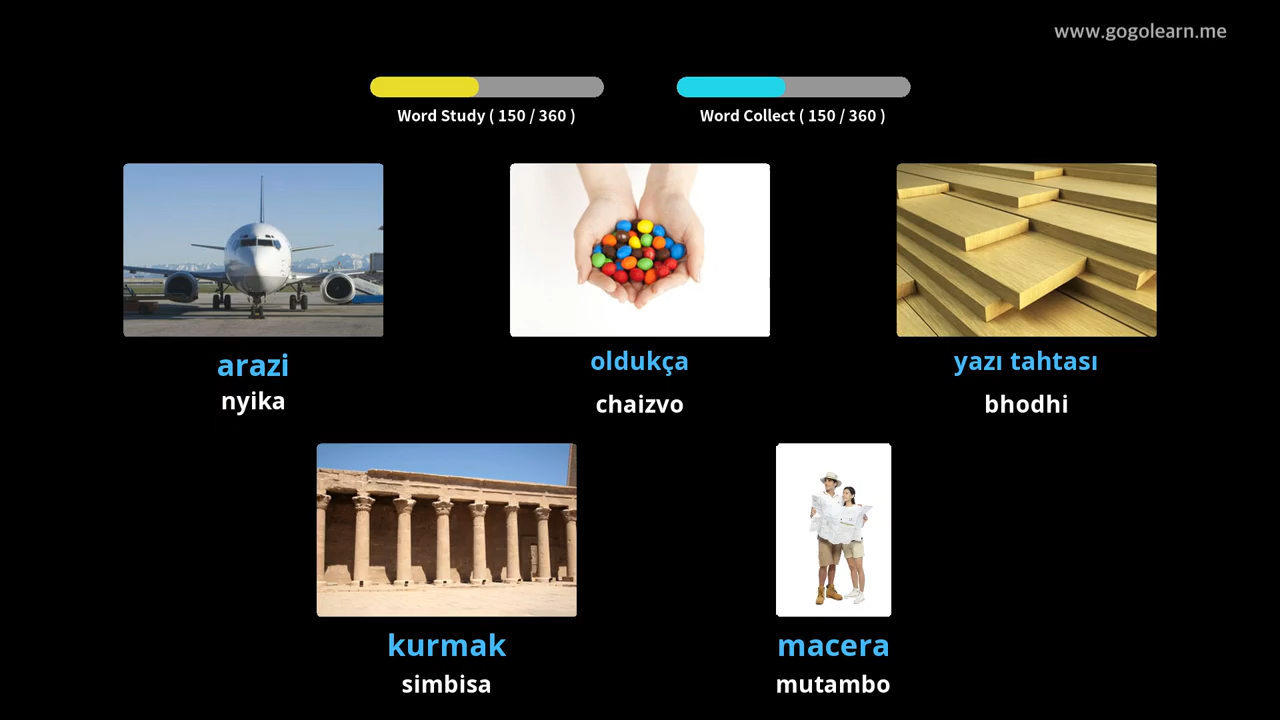 www.gogolearn.me
Word Study ( 150 / 360 )
Word Collect ( 150 / 360 )
arazi
nyika
oldukça
chaizvo
yazı tahtası
bhodhi
kurmak
simbisa
macera
mutambo